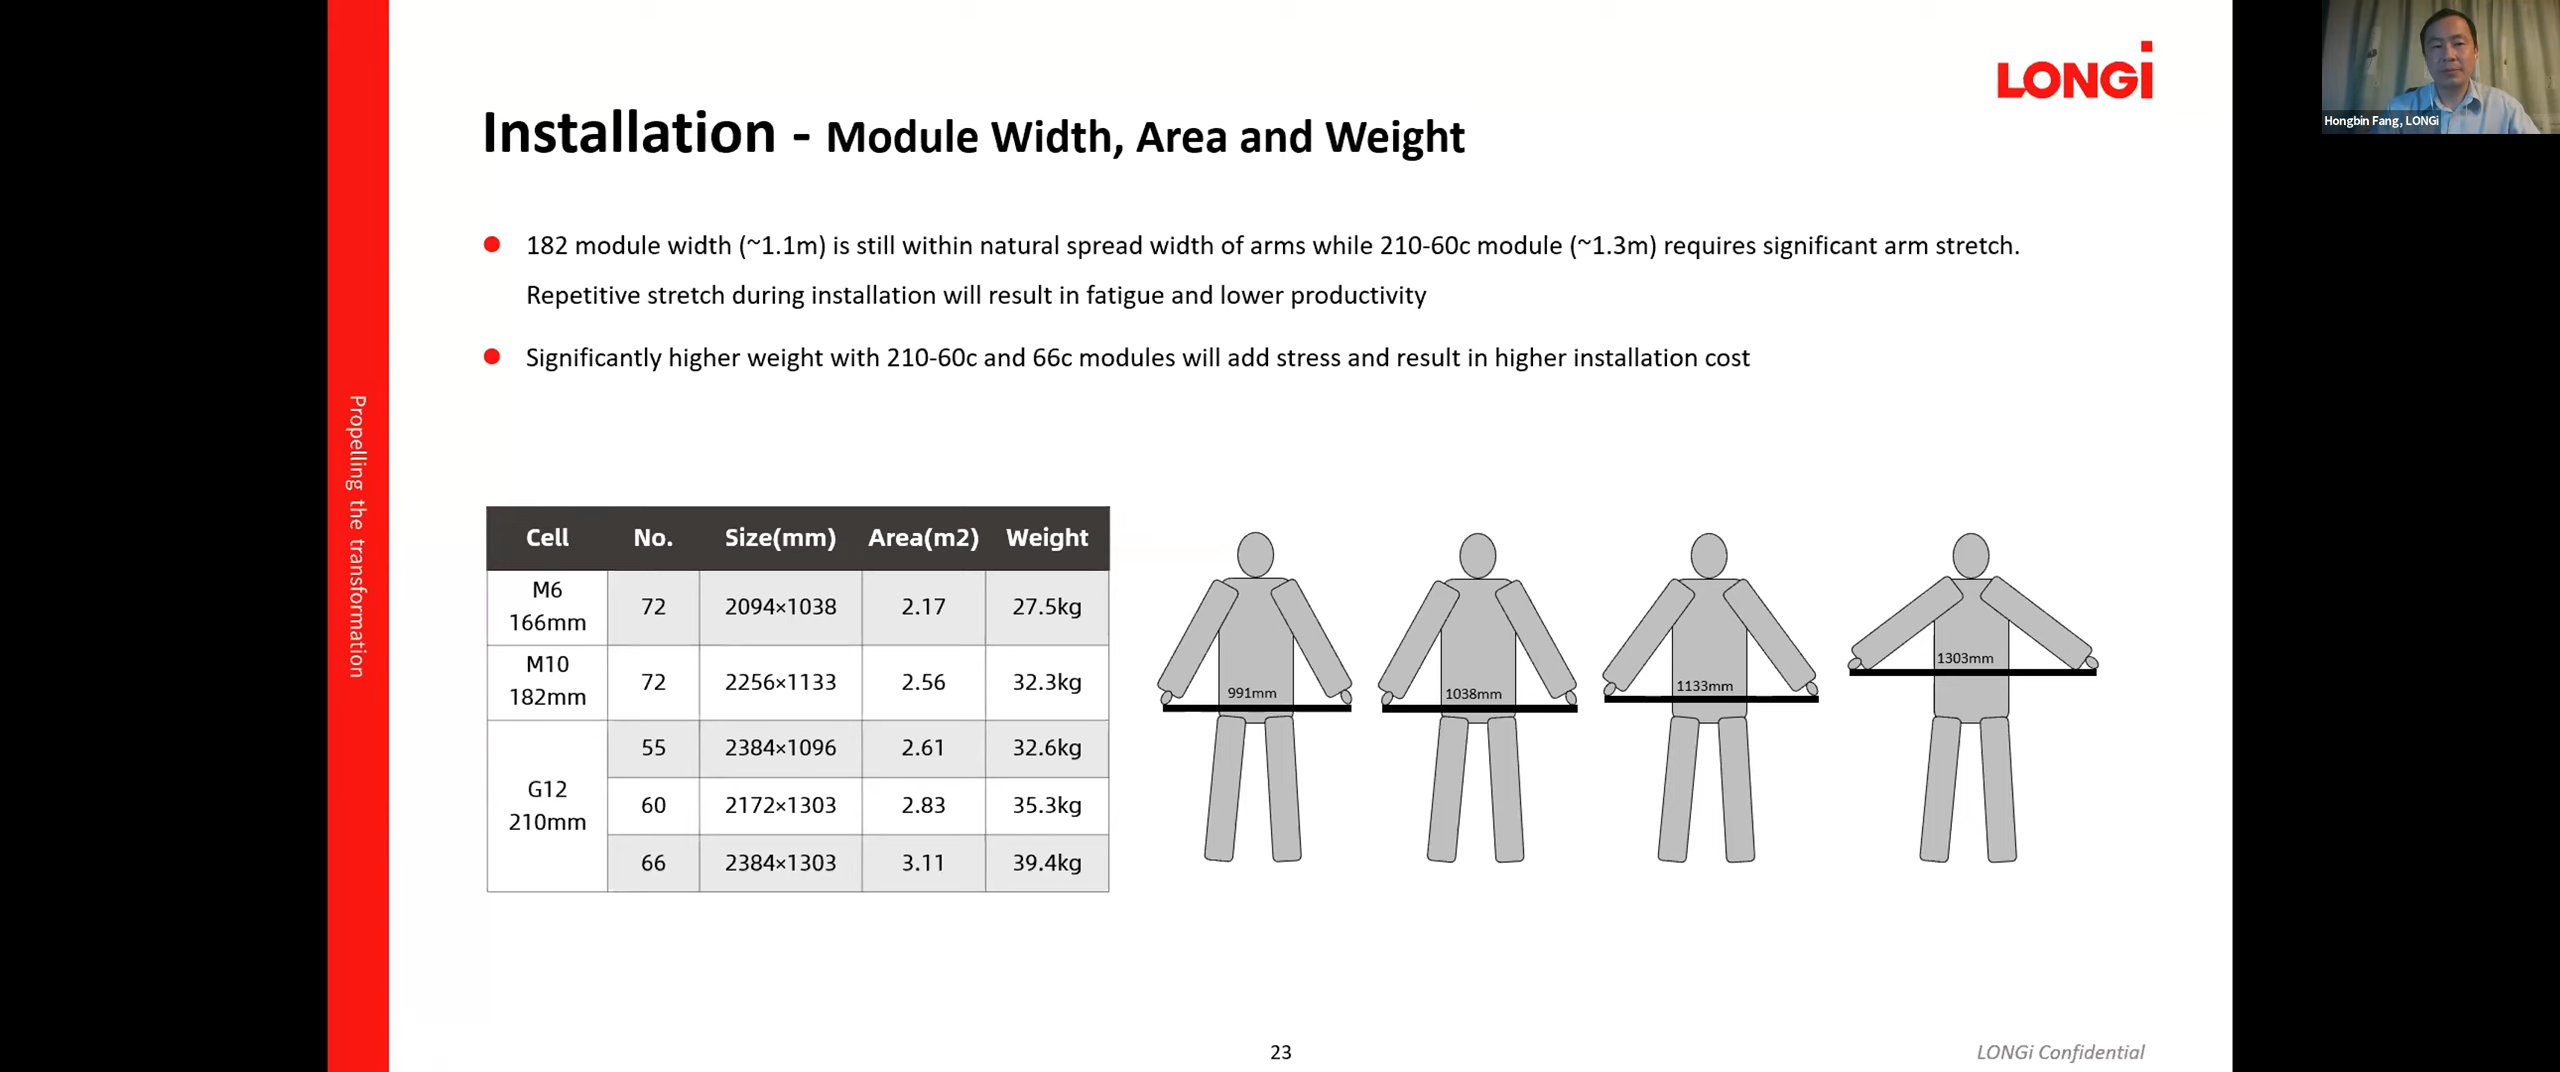 LONGi
Hongbin Fang, LONGi
Installation - Module Width, Area and Weight
182 module width (~1.1m) is still within natural spread width of arms while 210-60c module (~1.3m) requires significant arm stretch.
Repetitive stretch during installation will result in fatigue and lower productivity
Significantly higher weight with 210-60c and 66c modules will add stress and result in higher installation cost
Propelling the transformation
Cell No. Size(mm) Area(m2) Weight
M6
166mm 72 2094×1038 2.17 27.5kg
M10
182mm 72 2256×1133 2.56 32.3kg
G12
210mm
55 2384×1096 2.61 32.6kg
60 2172×1303 2.83 35.3kg
66 2384×1303 3.11 39.4kg
991mm
1038mm
1133mm
1303mm
23
LONGi Confidential